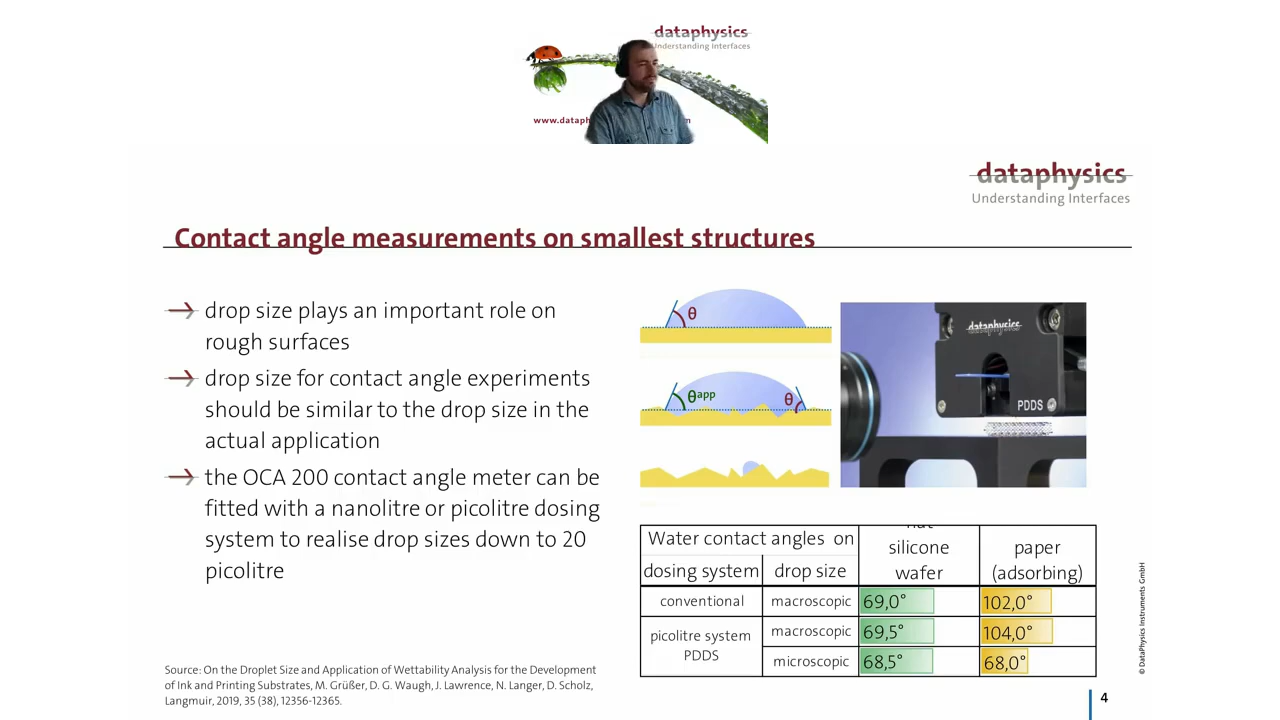 dataphysics
Understanding Interfaces
www.dataph
dataphysics
Understanding Interfaces
Contact angle measurements on smallest structures
→ drop size plays an important role on
rough surfaces
→ drop size for contact angle experiments
should be similar to the drop size in the
actual application
→ the OCA 200 contact angle meter can be
fitted with a nanolitre or picolitre dosing
system to realise drop sizes down to 20
picolitre
θ
θapp θ
dataphysics
PDDS
Water contact angles on
silicone
wafer
paper
(adsorbing)
dosing system drop size
conventional macroscopic 69,0° 102,0°
picolitre system
PDDS
macroscopic 69,5° 104,0°
microscopic 68,5° 68,0°
Source: On the Droplet Size and Application of Wettability Analysis for the Development
of Ink and Printing Substrates, M. Grüßer, D. G. Waugh, J. Lawrence, N. Langer, D. Scholz,
Langmuir, 2019, 35 (38), 12356-12365.
© DataPhysics Instruments GmbH
4